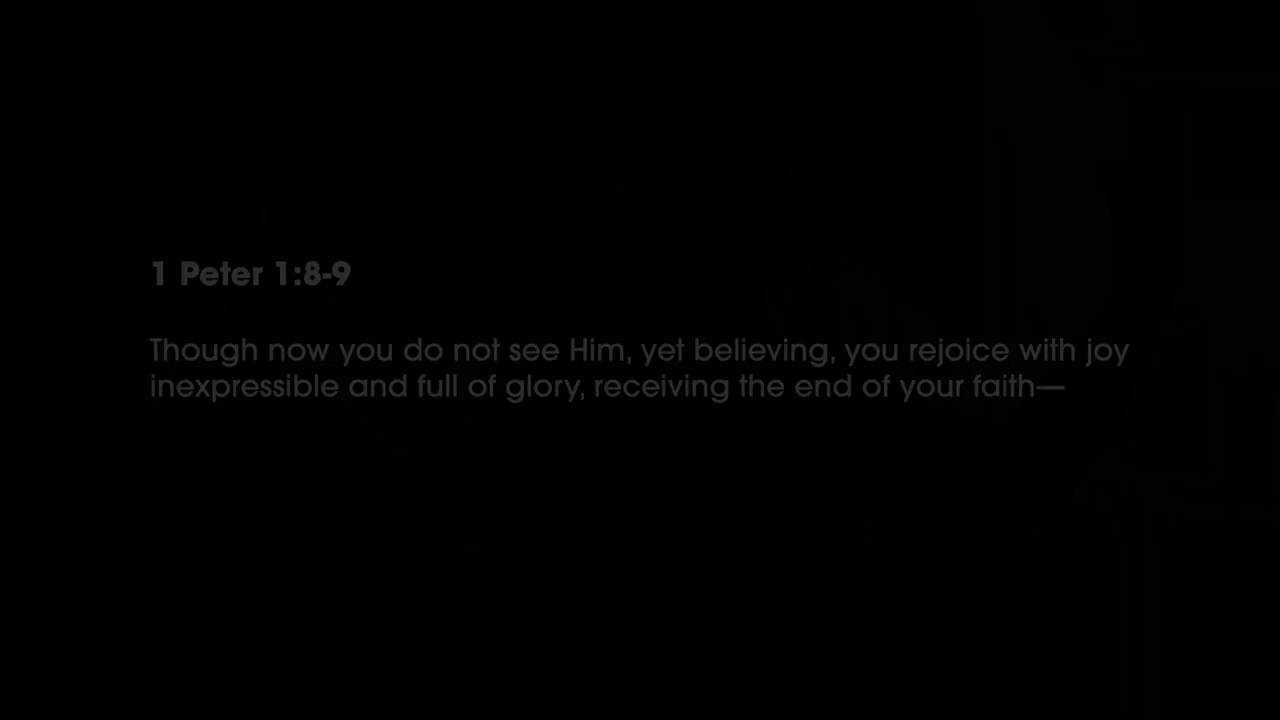 1 Peter 1:8-9
Though now you do not see Him, yet believing, you rejoice with joy
inexpressible and full of glory, receiving the end of your faith—